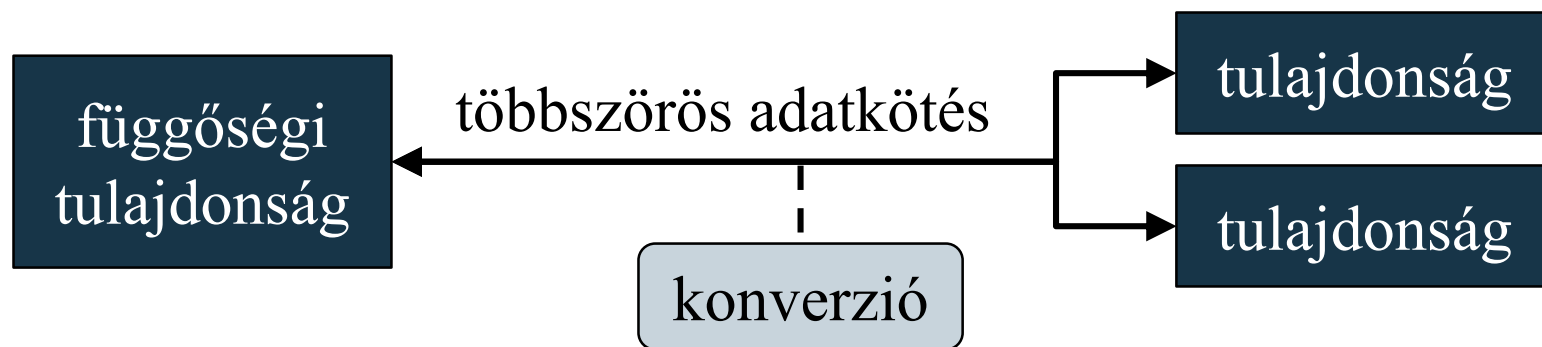 függőségi
tulajdonság
többszörös adatkötés
konverzió
tulajdonság
tulajdonság